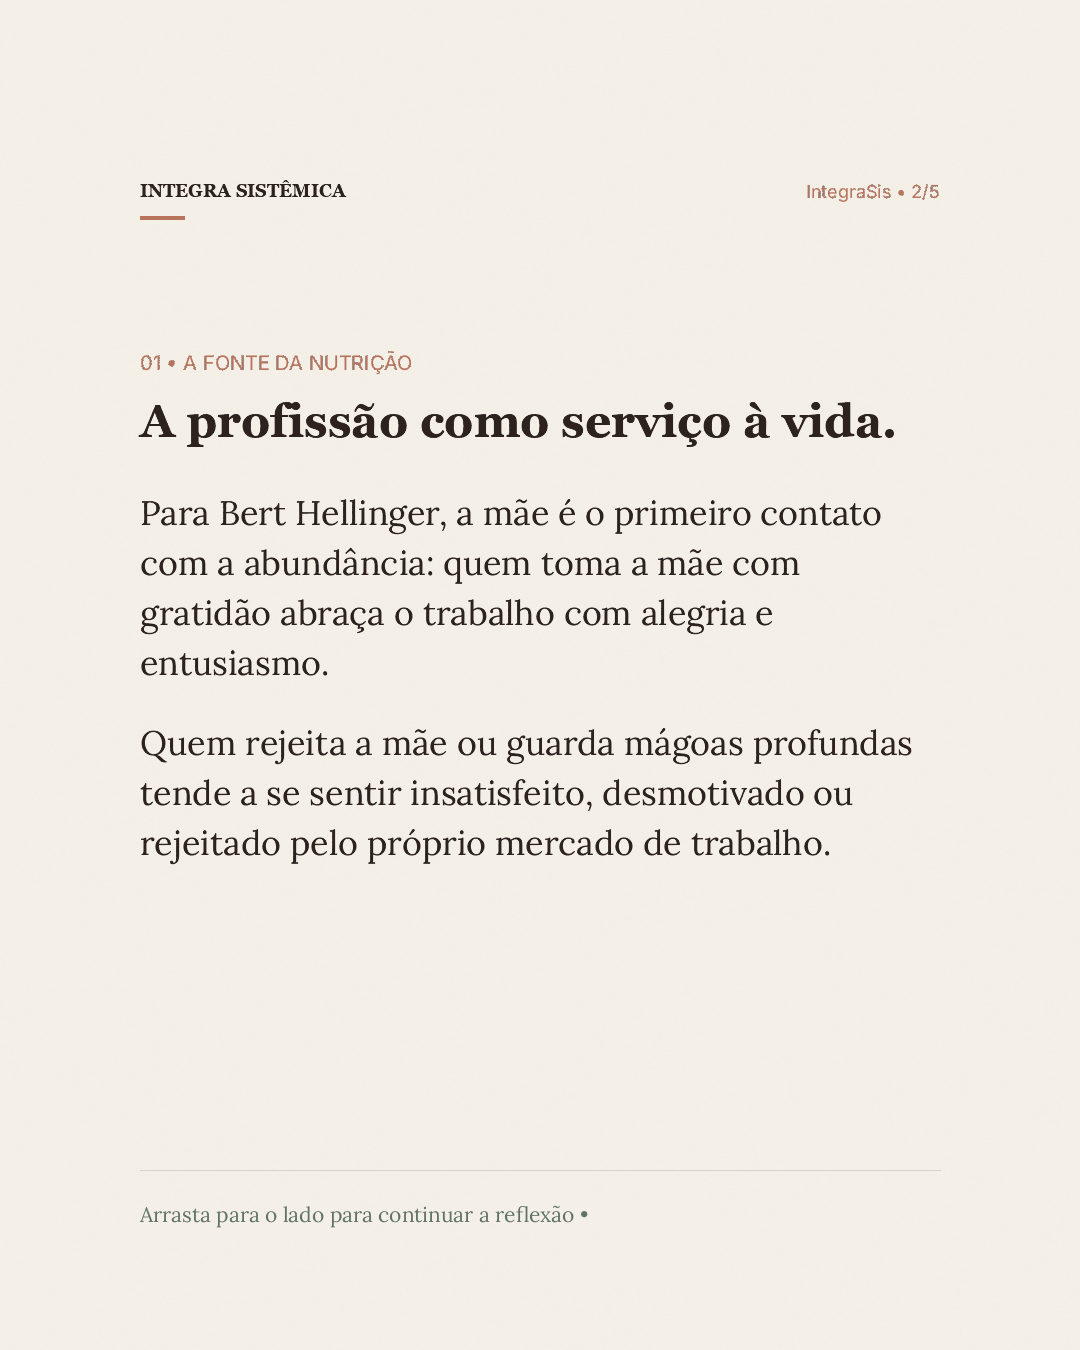 INTEGRA SISTÊMICA
IntegraSis • 2/5
01 • A FONTE DA NUTRIÇÃO
A profissão como serviço à vida.
Para Bert Hellinger, a mãe é o primeiro contato
com a abundância: quem toma a mãe com
gratidão abraça o trabalho com alegria e
entusiasmo.
Quem rejeita a mãe ou guarda mágoas profundas
tende a se sentir insatisfeito, desmotivado ou
rejeitado pelo próprio mercado de trabalho.
Arrasta para o lado para continuar a reflexão •